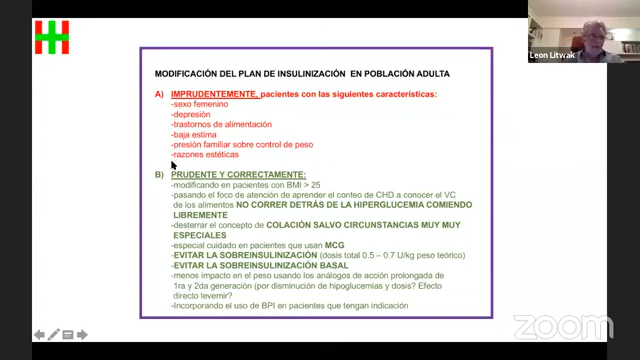 Leon Litwak
MODIFICACIÓN DEL PLAN DE INSULINIZACIÓN EN POBLACIÓN ADULTA
A) IMPRUDENTEMENTE, pacientes con las siguientes características:
-sexo femenino
-depresión
-trastornos de alimentación
-baja estima
-presión familiar sobre control de peso
-razones estéticas
B) PRUDENTE Y CORRECTAMENTE:
-modificando en pacientes con BMI > 25
-pasando el foco de atención de aprender el conteo de CHD a conocer el VC
de los alimentos NO CORRER DETRÁS DE LA HIPERGLUCEMIA COMIENDO
LIBREMENTE
-desterrar el concepto de COLACIÓN SALVO CIRCUNSTANCIAS MUY MUY
ESPECIALES
-especial cuidado en pacientes que usan MCG
-EVITAR LA SOBREINSULINIZACIÓN (dosis total 0.5 – 0.7 U/kg peso teórico)
-EVITAR LA SOBREINSULINIZACIÓN BASAL
-menos impacto en el peso usando los análogos de acción prolongada de
1ra y 2da generación (por disminución de hipoglucemias y dosis? Efecto
directo levemir?
-Incorporando el uso de BPI en pacientes que tengan indicación
zoom